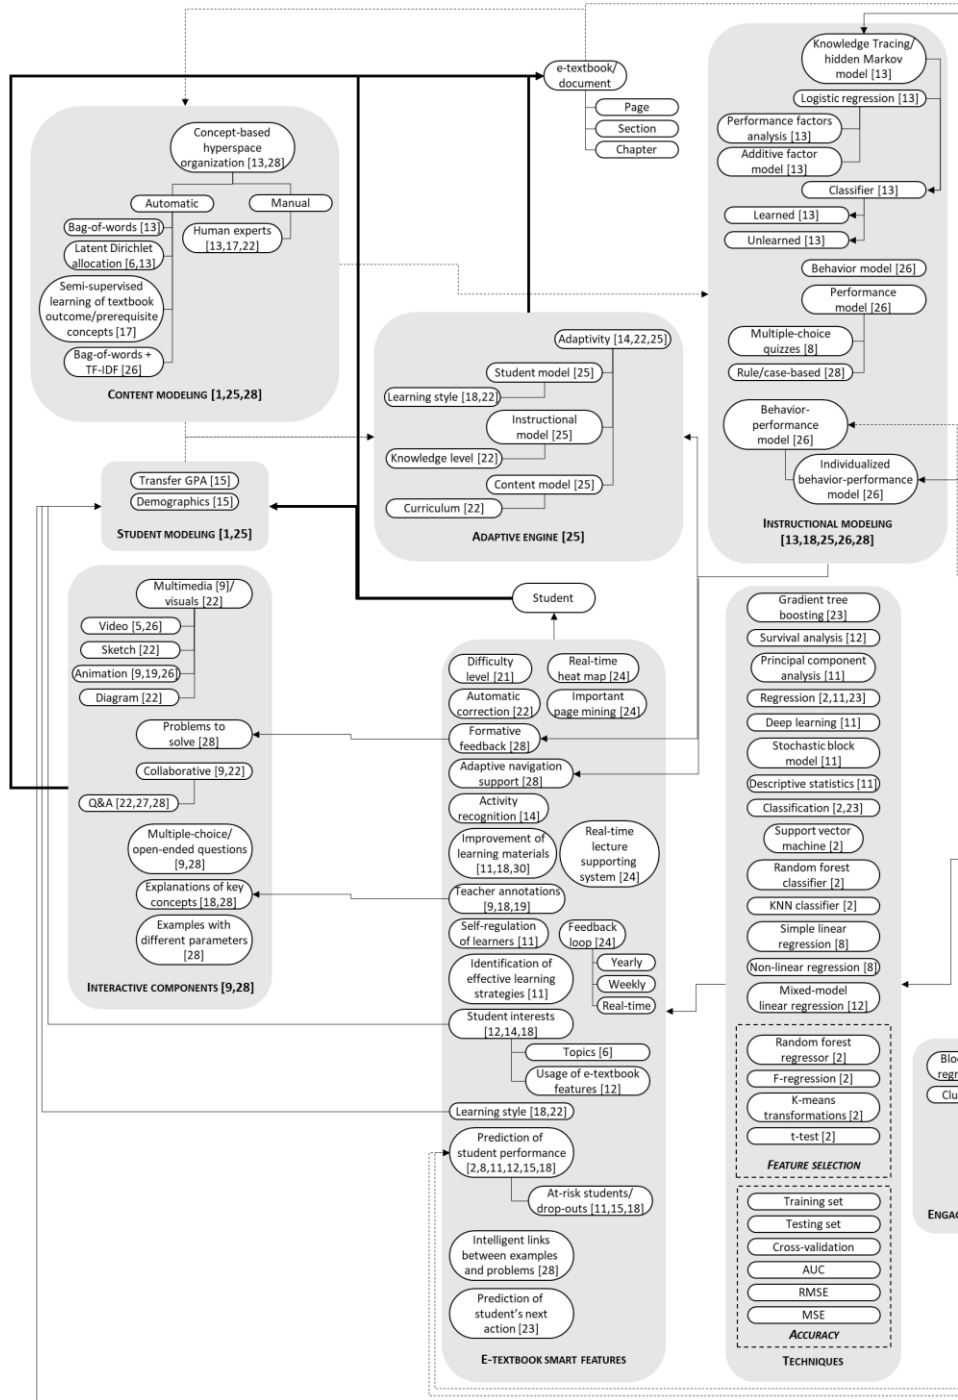 e-textbook/
document
Page
Section
Chapter
Concept-based
hyperspace
organization [13,28]
Automatic
Manual
Bag-of-words [13]
Human experts
[13,17,22]
Latent Dirichlet
allocation [6,13]
Semi-supervised
learning of textbook
outcome/prerequisite
concepts [17]
Bag-of-words +
TF-IDF [26]
CONTENT MODELING [1,25,28]
Knowledge Tracing/
hidden Markov
model [13]
Logistic regression [13]
Performance factors
analysis [13]
Additive factor
model [13]
Classifier [13]
Learned [13]
Unlearned [13]
Behavior model [26]
Performance
model [26]
Multiple-choice
quizzes [8]
Rule/case-based [28]
Behavior-
performance
model [26]
Individualized
behavior-performance
model [26]
INSTRUCTIONAL MODELING
[13,18,25,26,28]
Adaptivity [14,22,25]
Student model [25]
Learning style [18,22]
Instructional
model [25]
Knowledge level [22]
Content model [25]
Curriculum [22]
ADAPTIVE ENGINE [25]
Transfer GPA [15]
Demographics [15]
STUDENT MODELING [1,25]
Student
Multimedia [9]/
visuals [22]
Video [5,26]
Sketch [22]
Animation [9,19,26]
Diagram [22]
Problems to
solve [28]
Collaborative [9,22]
Q&A [22,27,28]
Multiple-choice/
open-ended questions
[9,28]
Explanations of key
concepts [18,28]
Examples with
different parameters
[28]
INTERACTIVE COMPONENTS [9,28]
Difficulty
level [21]
Real-time
heat map [24]
Automatic
correction [22]
Important
page mining [24]
Formative
feedback [28]
Adaptive navigation
support [28]
Activity
recognition [14]
Improvement of
learning materials
[11,18,30]
Real-time
lecture
supporting
system [24]
Teacher annotations
[9,18,19]
Self-regulation
of learners [11]
Feedback
loop [24]
Yearly
Weekly
Real-time
Identification of
effective learning
strategies [11]
Student interests
[12,14,18]
Topics [6]
Usage of e-textbook
features [12]
Learning style [18,22]
Prediction of
student performance
[2,8,11,12,15,18]
At-risk students/
drop-outs [11,15,18]
Intelligent links
between examples
and problems [28]
Prediction of
student's next
action [23]
E-TEXTBOOK SMART FEATURES
Gradient tree
boosting [23]
Survival analysis [12]
Principal component
analysis [11]
Regression [2,11,23]
Deep learning [11]
Stochastic block
model [11]
Descriptive statistics [11]
Classification [2,23]
Support vector
machine [2]
Random forest
classifier [2]
KNN classifier [2]
Simple linear
regression [8]
Non-linear regression [8]
Mixed-model
linear regression [12]
Random forest
regressor [2]
F-regression [2]
K-means
transformations [2]
t-test [2]
FEATURE SELECTION
Training set
Testing set
Cross-validation
AUC
RMSE
MSE
ACCURACY
TECHNIQUES
Blo
regr
Clu
ENGAG